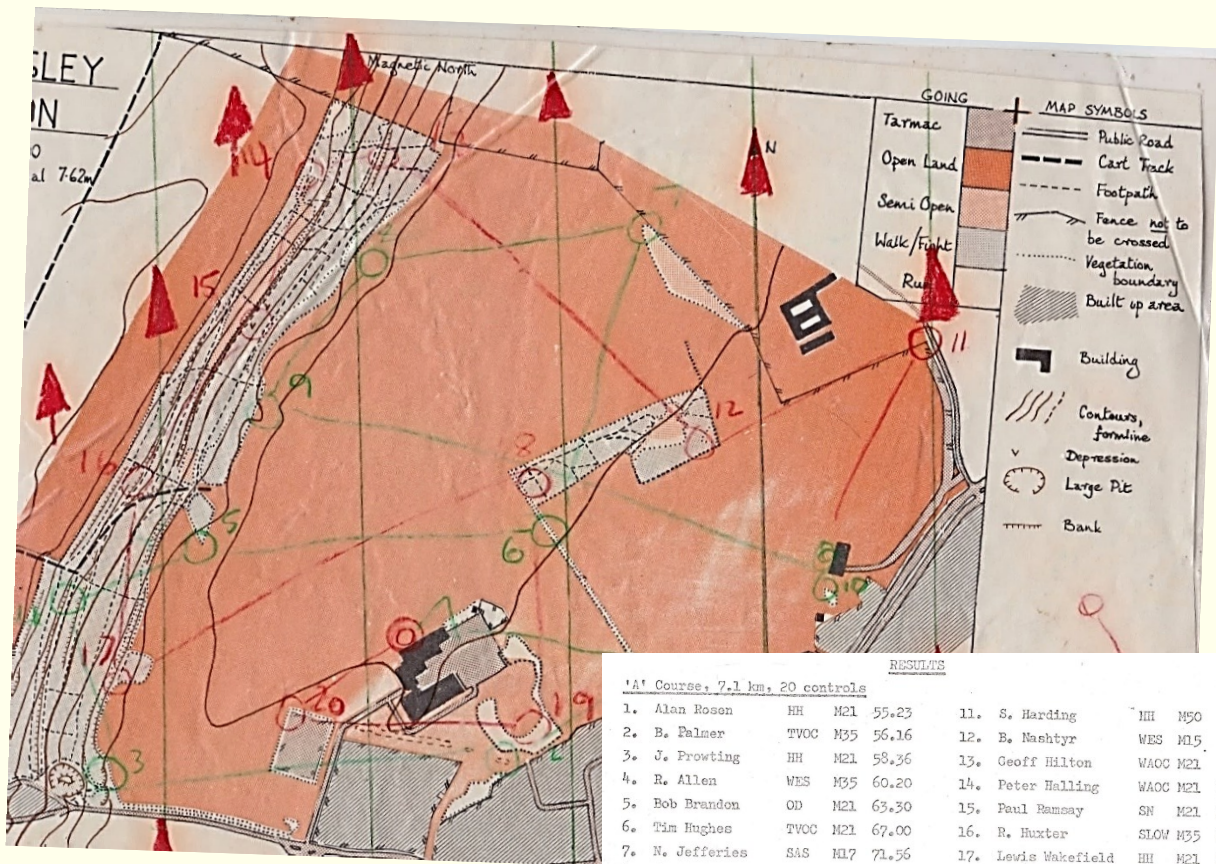 SLEY
ON
al 7.62m
Magnetic North
N
GOING
Tarmac
Open Land
Semi Open
Walk/Fight
Run
MAP SYMBOLS
Public Road
Cart Track
Footpath
Fence not to
be crossed
Vegetation
boundary
Built up area
Building
Contours,
formline
Depression
Large Pit
Bank
14
15
16
17
8
12
11
9
5
6
7
10
3
20
19
RESULTS
'A' Course, 7.1 km, 20 controls
1. Alan Rosen HH M21 55.23
2. B. Palmer TVOC M35 56.16
3. J. Prowting HH M21 58.36
4. R. Allen WES M35 60.20
5. Bob Brandon OD M21 63.30
6. Tim Hughes TVOC M21 67.00
7. N. Jefferies SAS M17 71.56
11. S. Harding HH M50
12. B. Nashtyr WES M15
13. Geoff Hilton WAOC M21
14. Peter Halling WAOC M21
15. Paul Ramsay SN M21
16. R. Huxter SLOW M35
17. Lewis Wakefield HH M21